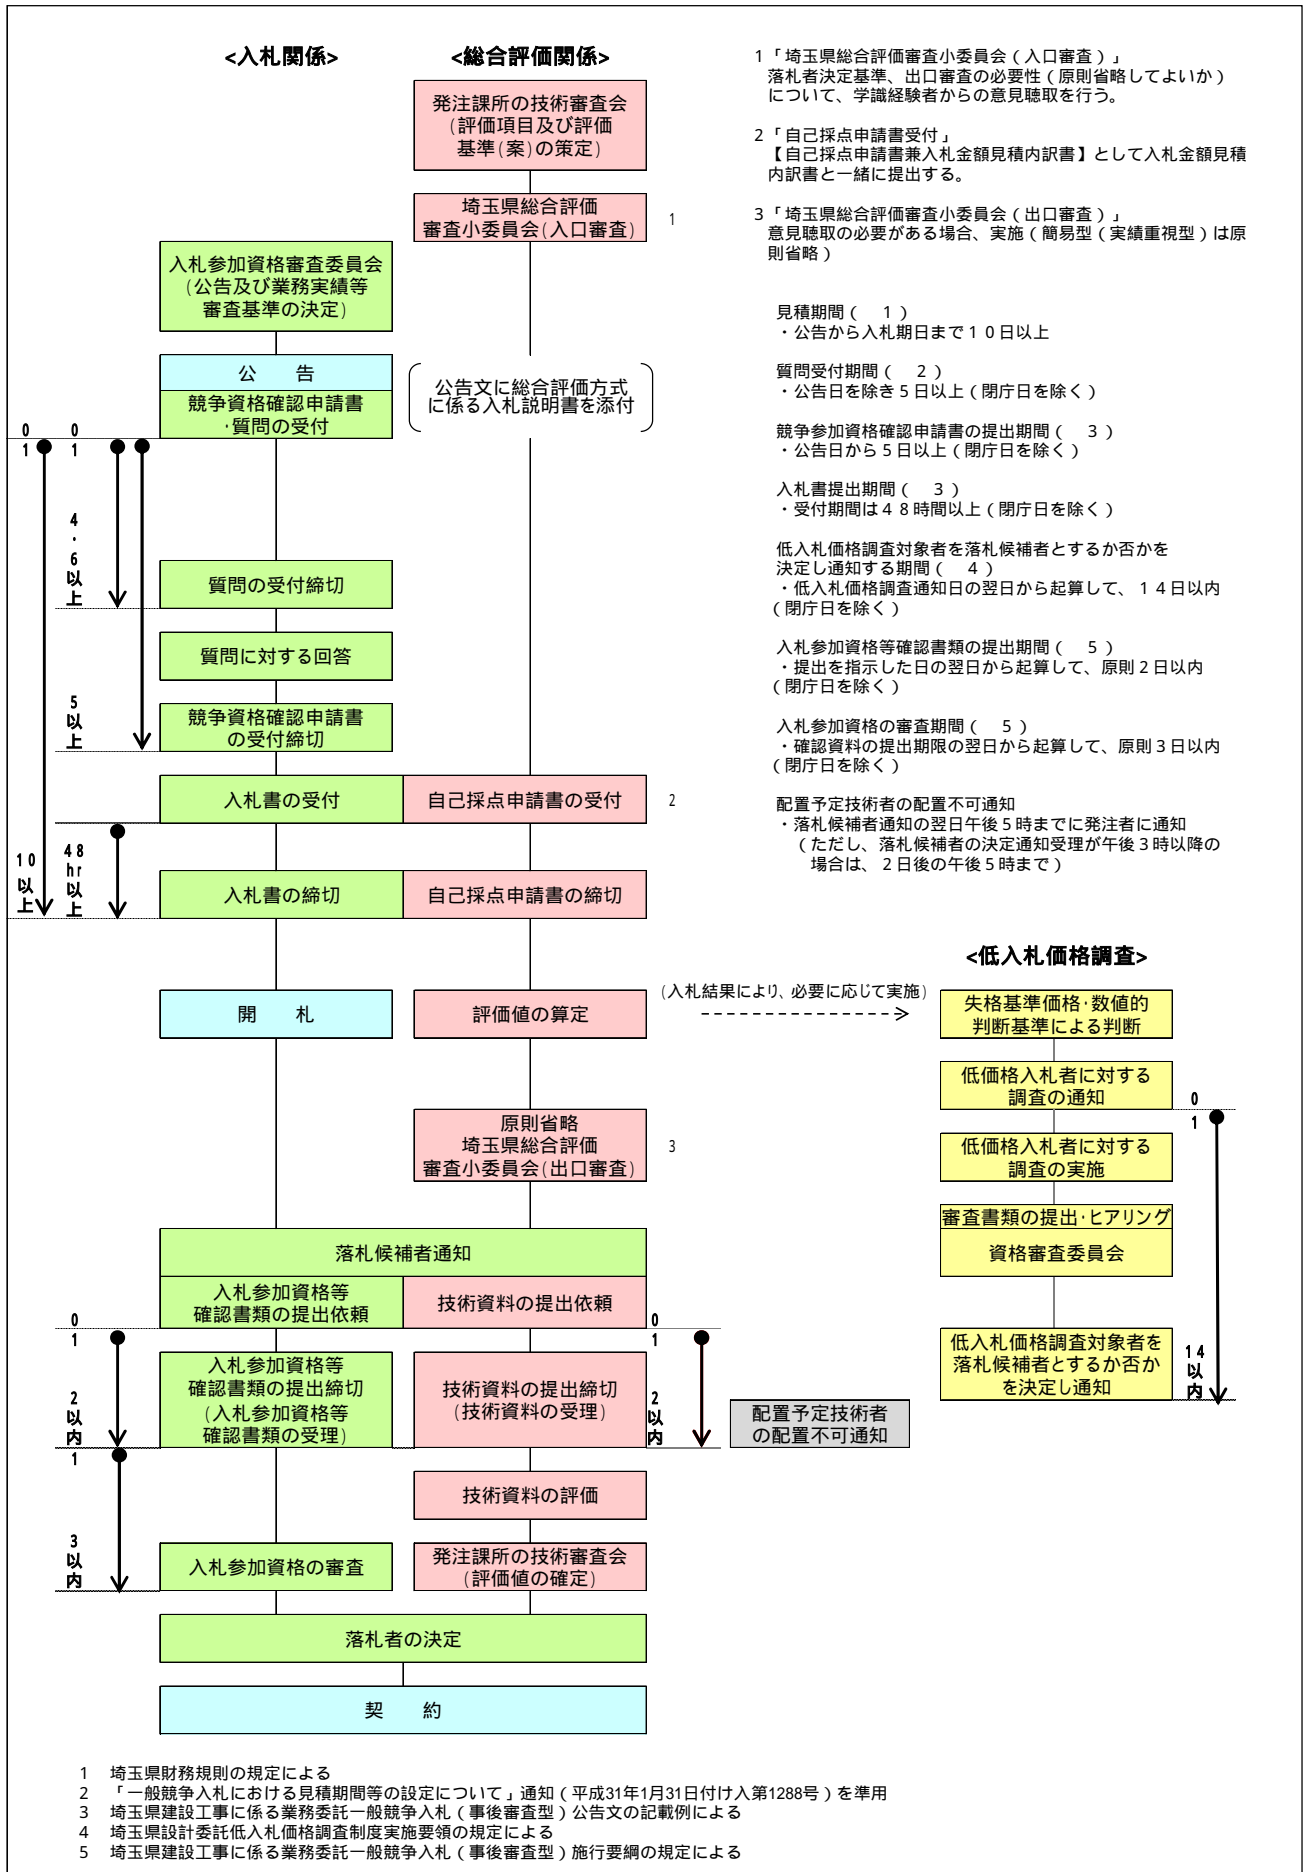 <入札関係>
<総合評価関係>
発注課所の技術審査会
(評価項目及び評価
基準(案)の策定)
埼玉県総合評価
審査小委員会(入口審査)
1
入札参加資格審査委員会
(公告及び業務実績等
審査基準の決定)
公　告
競争資格確認申請書
・質問の受付
公告文に総合評価方式
に係る入札説明書を添付
0
1
0
1
4
・
6
以
上
質問の受付締切
質問に対する回答
5
以
上
競争資格確認申請書
の受付締切
入札書の受付
自己採点申請書の受付
2
10
以
上
48
hr
以
上
入札書の締切
自己採点申請書の締切
開　札
評価値の算定
(入札結果により、必要に応じて実施)
原則省略
埼玉県総合評価
審査小委員会(出口審査)
3
落札候補者通知
入札参加資格等
確認書類の提出依頼
技術資料の提出依頼
0
1
0
1
2
以
内
入札参加資格等
確認書類の提出締切
(入札参加資格等
確認書類の受理)
技術資料の提出締切
(技術資料の受理)
2
以
内
配置予定技術者
の配置不可通知
1
技術資料の評価
3
以
内
入札参加資格の審査
発注課所の技術審査会
(評価値の確定)
落札者の決定
契　約
1「埼玉県総合評価審査小委員会（入口審査）」
落札者決定基準、出口審査の必要性（原則省略してよいか）
について、学識経験者からの意見聴取を行う。
2「自己採点申請書受付」
【自己採点申請書兼入札金額見積内訳書】として入札金額見積
内訳書と一緒に提出する。
3「埼玉県総合評価審査小委員会（出口審査）」
意見聴取の必要がある場合、実施（簡易型（実績重視型）は原
則省略）
見積期間（　1）
・公告から入札期日まで１０日以上
質問受付期間（　2）
・公告日を除き５日以上（閉庁日を除く）
競争参加資格確認申請書の提出期間（　3）
・公告日から５日以上（閉庁日を除く）
入札書提出期間（　3）
・受付期間は４８時間以上（閉庁日を除く）
低入札価格調査対象者を落札候補者とするか否かを
決定し通知する期間（　4）
・低入札価格調査通知日の翌日から起算して、１４日以内
（閉庁日を除く）
入札参加資格等確認書類の提出期間（　5）
・提出を指示した日の翌日から起算して、原則２日以内
（閉庁日を除く）
入札参加資格の審査期間（　5）
・確認資料の提出期限の翌日から起算して、原則３日以内
（閉庁日を除く）
配置予定技術者の配置不可通知
・落札候補者通知の翌日午後５時までに発注者に通知
（ただし、落札候補者の決定通知受理が午後３時以降の
場合は、２日後の午後５時まで）
<低入札価格調査>
失格基準価格・数値的
判断基準による判断
低価格入札者に対する
調査の通知
0
1
低価格入札者に対する
調査の実施
審査書類の提出・ヒアリング
資格審査委員会
低入札価格調査対象者を
落札候補者とするか否か
を決定し通知
14
以
内
1　埼玉県財務規則の規定による
2　「一般競争入札における見積期間等の設定について」通知（平成31年1月31日付け入第1288号）を準用
3　埼玉県建設工事に係る業務委託一般競争入札（事後審査型）公告文の記載例による
4　埼玉県設計委託低入札価格調査制度実施要領の規定による
5　埼玉県建設工事に係る業務委託一般競争入札（事後審査型）施行要綱の規定による